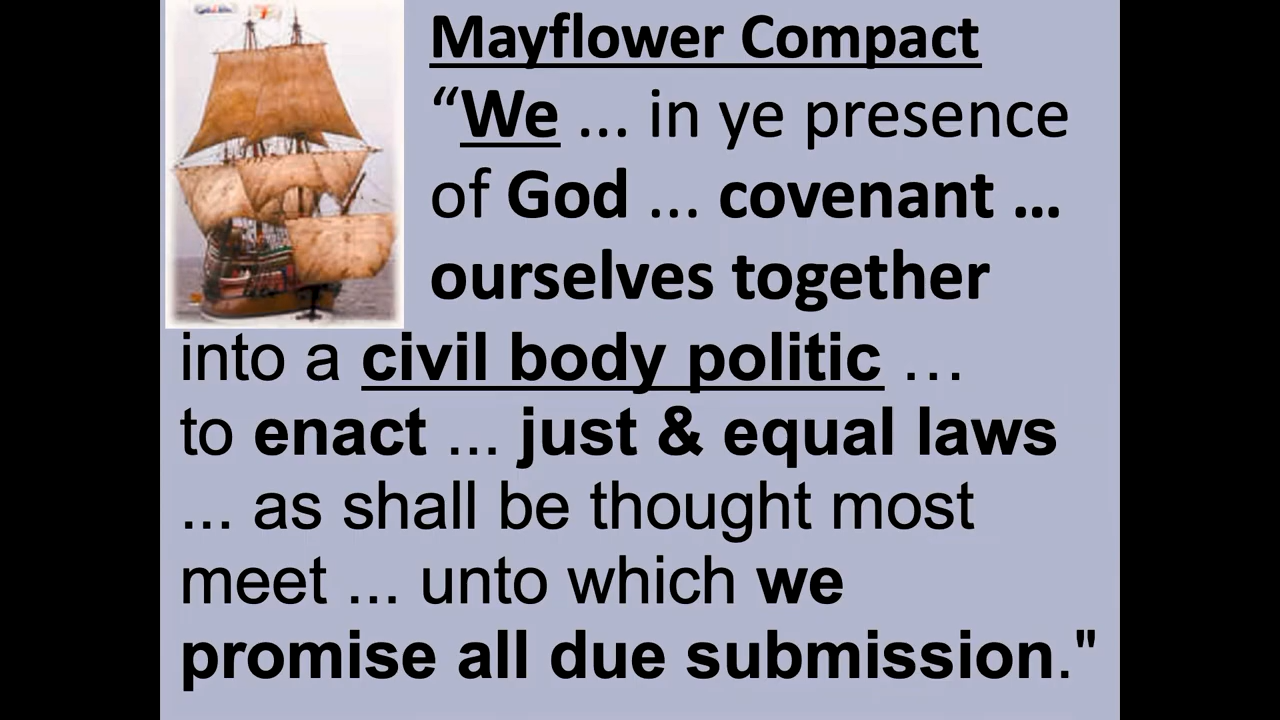 Mayflower Compact
“We ... in ye presence
of God ... covenant ...
ourselves together
into a civil body politic …
to enact ... just & equal laws
... as shall be thought most
meet ... unto which we
promise all due submission."